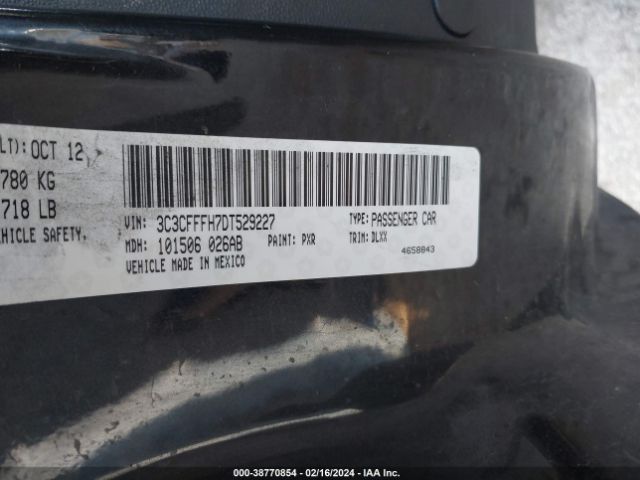 LT): OCT 12
780 KG
718 LB
EHICLE SAFETY,
VIN: 3C3CFFFH7DT529227 TYPE: PASSENGER CAR
MDH: 101506 026AB PAINT: PXR TRIM: DLXX
VEHICLE MADE IN MEXICO 4658843
000-38770854 / 02/16/2024 - IAA Inc.